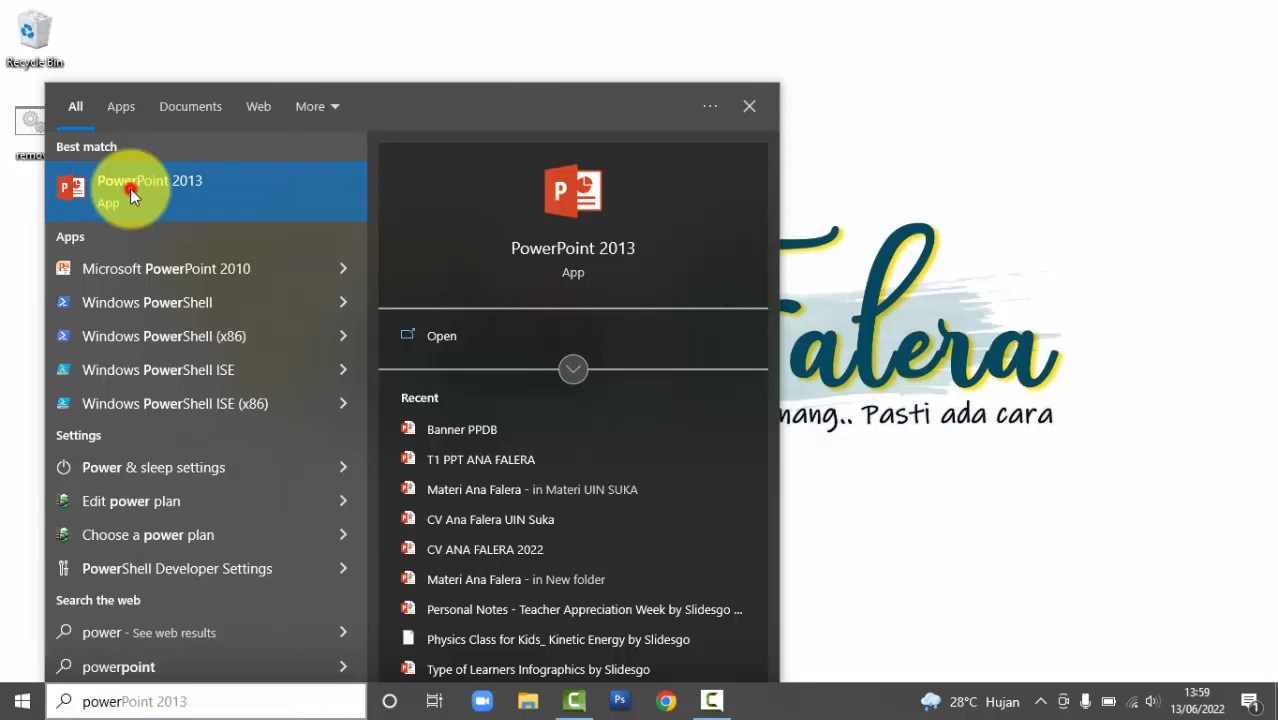 Recycle Bin
All Apps Documents Web More
Best match
PowerPoint 2013
App
Apps
Microsoft PowerPoint 2010
Windows PowerShell
Windows PowerShell (x86)
Windows PowerShell ISE
Windows PowerShell ISE (x86)
Settings
Power & sleep settings
Edit power plan
Choose a power plan
PowerShell Developer Settings
Search the web
power - See web results
powerpoint
powerPoint 2013
PowerPoint 2013
App
Open
Recent
Banner PPDB
T1 PPT ANA FALERA
Materi Ana Falera - in Materi UIN SUKA
CV Ana Falera UIN Suka
CV ANA FALERA 2022
Materi Ana Falera - in New folder
Personal Notes - Teacher Appreciation Week by Slidesgo ...
Physics Class for Kids_ Kinetic Energy by Slidesgo
Type of Learners Infographics by Slidesgo
Falera
nang.. Pasti ada cara
remov
Ps
28°C Hujan
13:59
13/06/2022
1